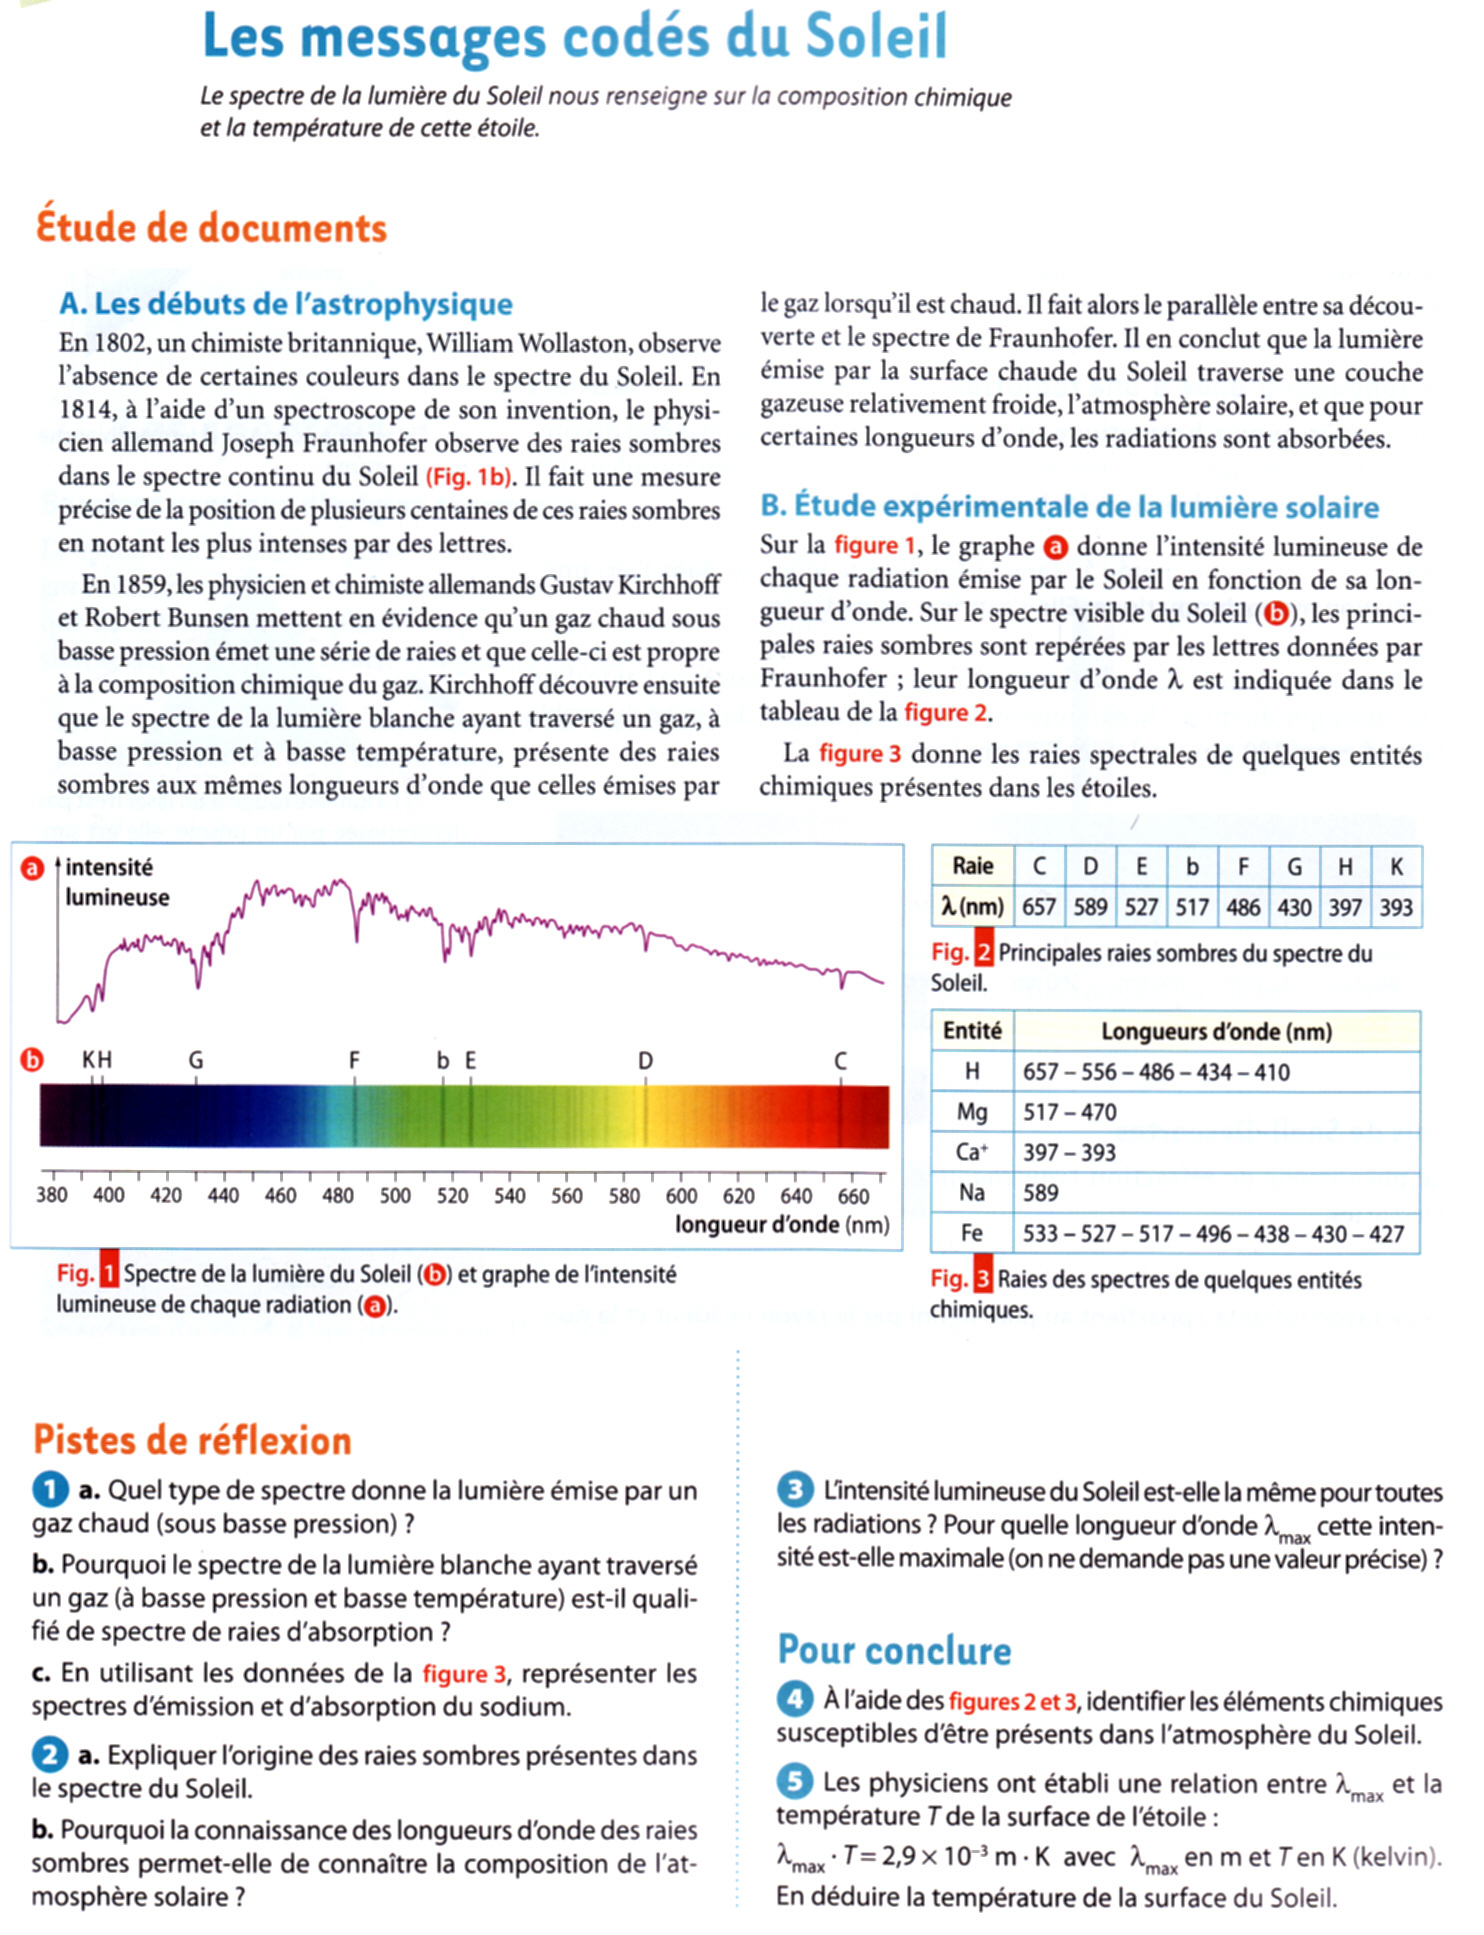 Les messages codés du Soleil
Le spectre de la lumière du Soleil nous renseigne sur la composition chimique
et la température de cette étoile.
Étude de documents
A. Les débuts de l'astrophysique
En 1802, un chimiste britannique, William Wollaston, observe
l'absence de certaines couleurs dans le spectre du Soleil. En
1814, à l'aide d'un spectroscope de son invention, le physi-
cien allemand Joseph Fraunhofer observe des raies sombres
dans le spectre continu du Soleil (Fig. 1b). Il fait une mesure
précise de la position de plusieurs centaines de ces raies sombres
en notant les plus intenses par des lettres.
En 1859, les physicien et chimiste allemands Gustav Kirchhoff
et Robert Bunsen mettent en évidence qu'un gaz chaud sous
basse pression émet une série de raies et que celle-ci est propre
à la composition chimique du gaz. Kirchhoff découvre ensuite
que le spectre de la lumière blanche ayant traversé un gaz, à
basse pression et à basse température, présente des raies
sombres aux mêmes longueurs d'onde que celles émises par
le gaz lorsqu'il est chaud. Il fait alors le parallèle entre sa décou-
verte et le spectre de Fraunhofer. Il en conclut que la lumière
émise par la surface chaude du Soleil traverse une couche
gazeuse relativement froide, l'atmosphère solaire, et que pour
certaines longueurs d'onde, les radiations sont absorbées.
B. Étude expérimentale de la lumière solaire
Sur la figure 1, le graphe a donne l'intensité lumineuse de
chaque radiation émise par le Soleil en fonction de sa lon-
gueur d'onde. Sur le spectre visible du Soleil (b), les princi-
pales raies sombres sont repérées par les lettres données par
Fraunhofer ; leur longueur d'onde λ est indiquée dans le
tableau de la figure 2.
La figure 3 donne les raies spectrales de quelques entités
chimiques présentes dans les étoiles.
a intensité
lumineuse
b K H G F b E D C
380 400 420 440 460 480 500 520 540 560 580 600 620 640 660
longueur d'onde (nm)
Fig. 1 Spectre de la lumière du Soleil (b) et graphe de l'intensité
lumineuse de chaque radiation (a).
Raie C D E b F G H K
λ (nm) 657 589 527 517 486 430 397 393
Fig. 2 Principales raies sombres du spectre du
Soleil.
Entité Longueurs d'onde (nm)
H 657 – 556 – 486 – 434 – 410
Mg 517 – 470
Ca⁺ 397 – 393
Na 589
Fe 533 – 527 – 517 – 496 – 438 – 430 – 427
Fig. 3 Raies des spectres de quelques entités
chimiques.
Pistes de réflexion
1 a. Quel type de spectre donne la lumière émise par un
gaz chaud (sous basse pression) ?
b. Pourquoi le spectre de la lumière blanche ayant traversé
un gaz (à basse pression et basse température) est-il quali-
fié de spectre de raies d'absorption ?
c. En utilisant les données de la figure 3, représenter les
spectres d'émission et d'absorption du sodium.
2 a. Expliquer l'origine des raies sombres présentes dans
le spectre du Soleil.
b. Pourquoi la connaissance des longueurs d'onde des raies
sombres permet-elle de connaître la composition de l'at-
mosphère solaire ?
3 L'intensité lumineuse du Soleil est-elle la même pour toutes
les radiations ? Pour quelle longueur d'onde λmax cette inten-
sité est-elle maximale (on ne demande pas une valeur précise) ?
Pour conclure
4 À l'aide des figures 2 et 3, identifier les éléments chimiques
susceptibles d'être présents dans l'atmosphère du Soleil.
5 Les physiciens ont établi une relation entre λmax et la
température T de la surface de l'étoile :
λmax · T = 2,9 × 10⁻³ m · K avec λmax en m et T en K (kelvin).
En déduire la température de la surface du Soleil.